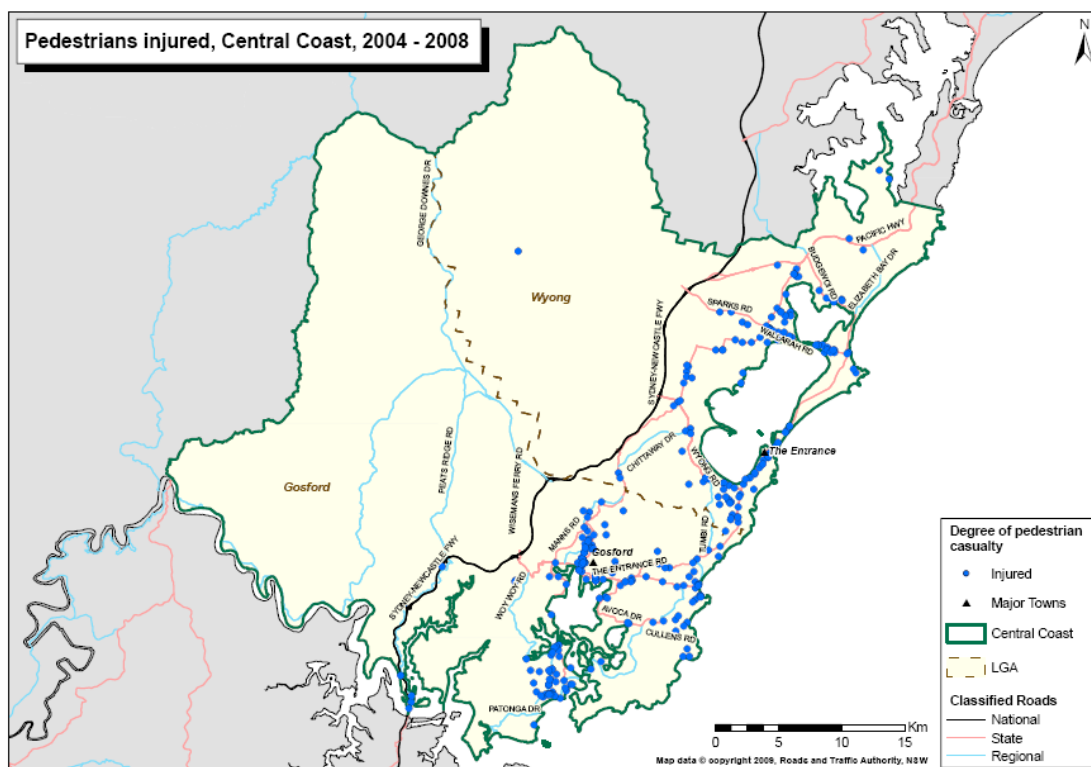 Pedestrians injured, Central Coast, 2004 - 2008
N
GEORGE DOWNES DR
PACIFIC HWY
BUDGEWOI RD
ELIZABETH BAY DR
Wyong
SPARKS RD
SYDNEY-NEWCASTLE FWY
WALLARAH RD
CHITTAWAY DR
The Entrance
WYONG RD
PEATS RIDGE RD
Gosford
WISEMANS FERRY RD
MANNS RD
TUMBI RD
Gosford
THE ENTRANCE RD
SYDNEY-NEWCASTLE FWY
WOY WOY RD
AVOCA DR
CULLENS RD
PATONGA DR
Degree of pedestrian
casualty
Injured
Major Towns
Central Coast
LGA
Classified Roads
National
State
Regional
Km
0 5 10 15
Map data © copyright 2009, Roads and Traffic Authority, NSW